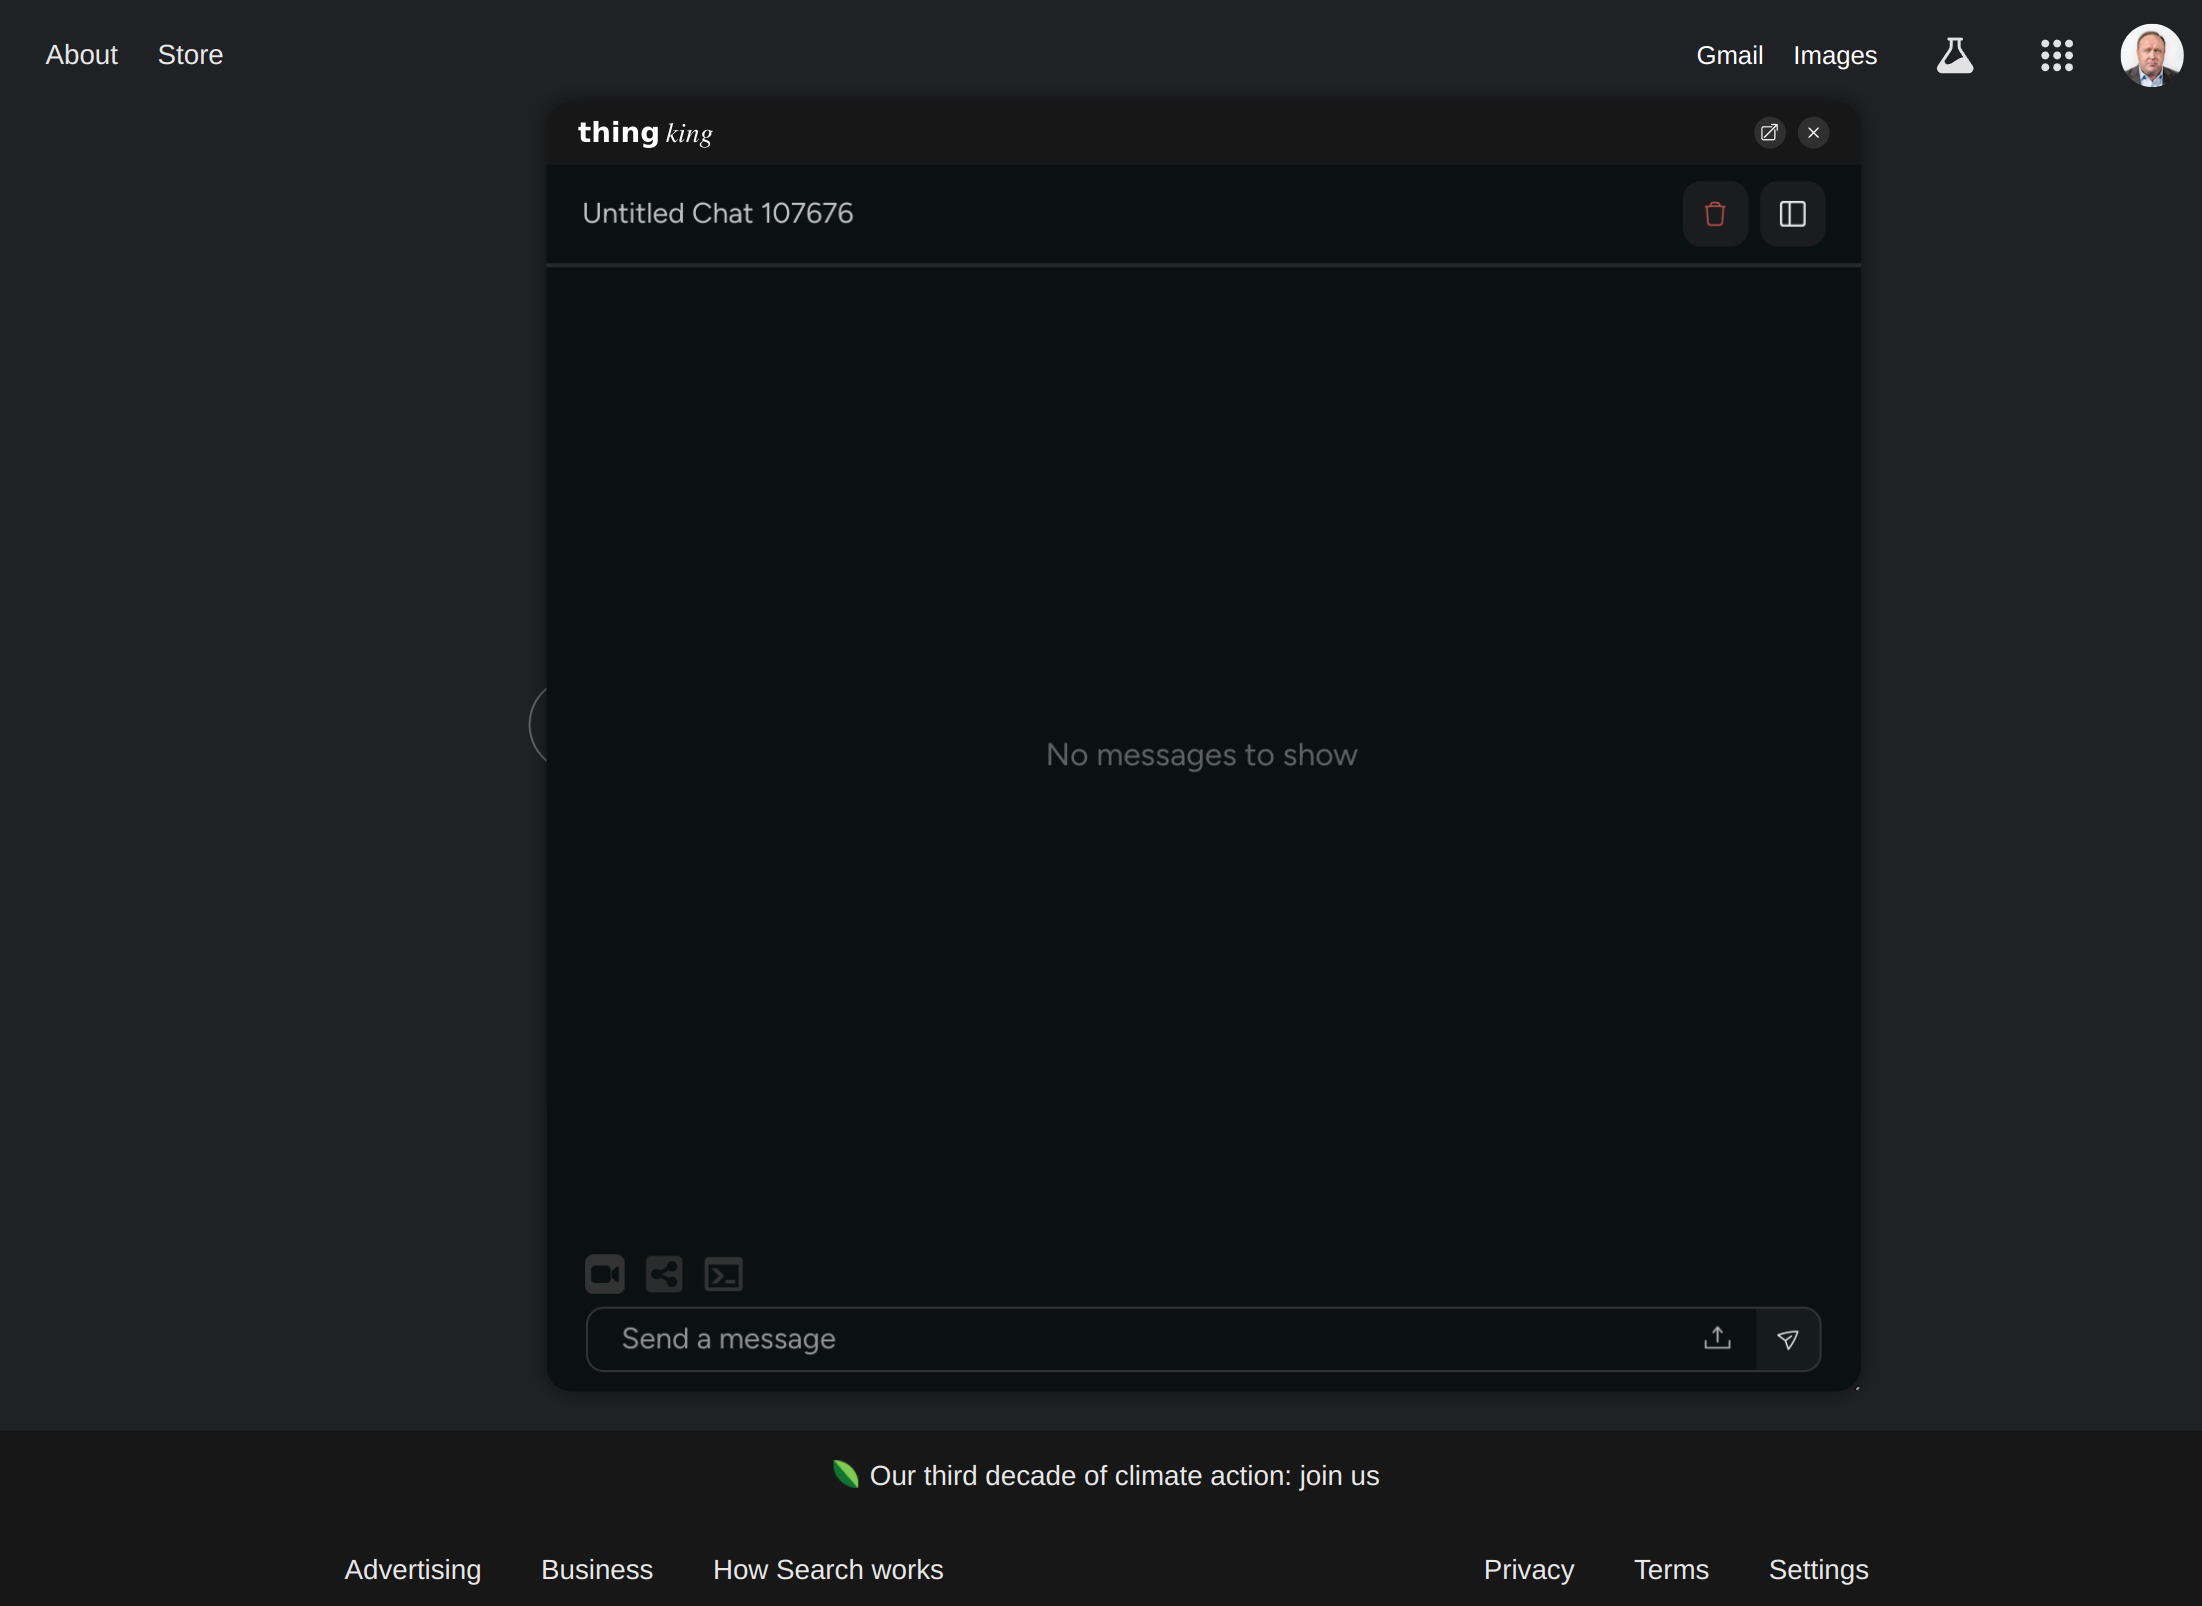 About Store
Gmail Images
thing king
Untitled Chat 107676
No messages to show
Send a message
Our third decade of climate action: join us
Advertising Business How Search works
Privacy Terms Settings